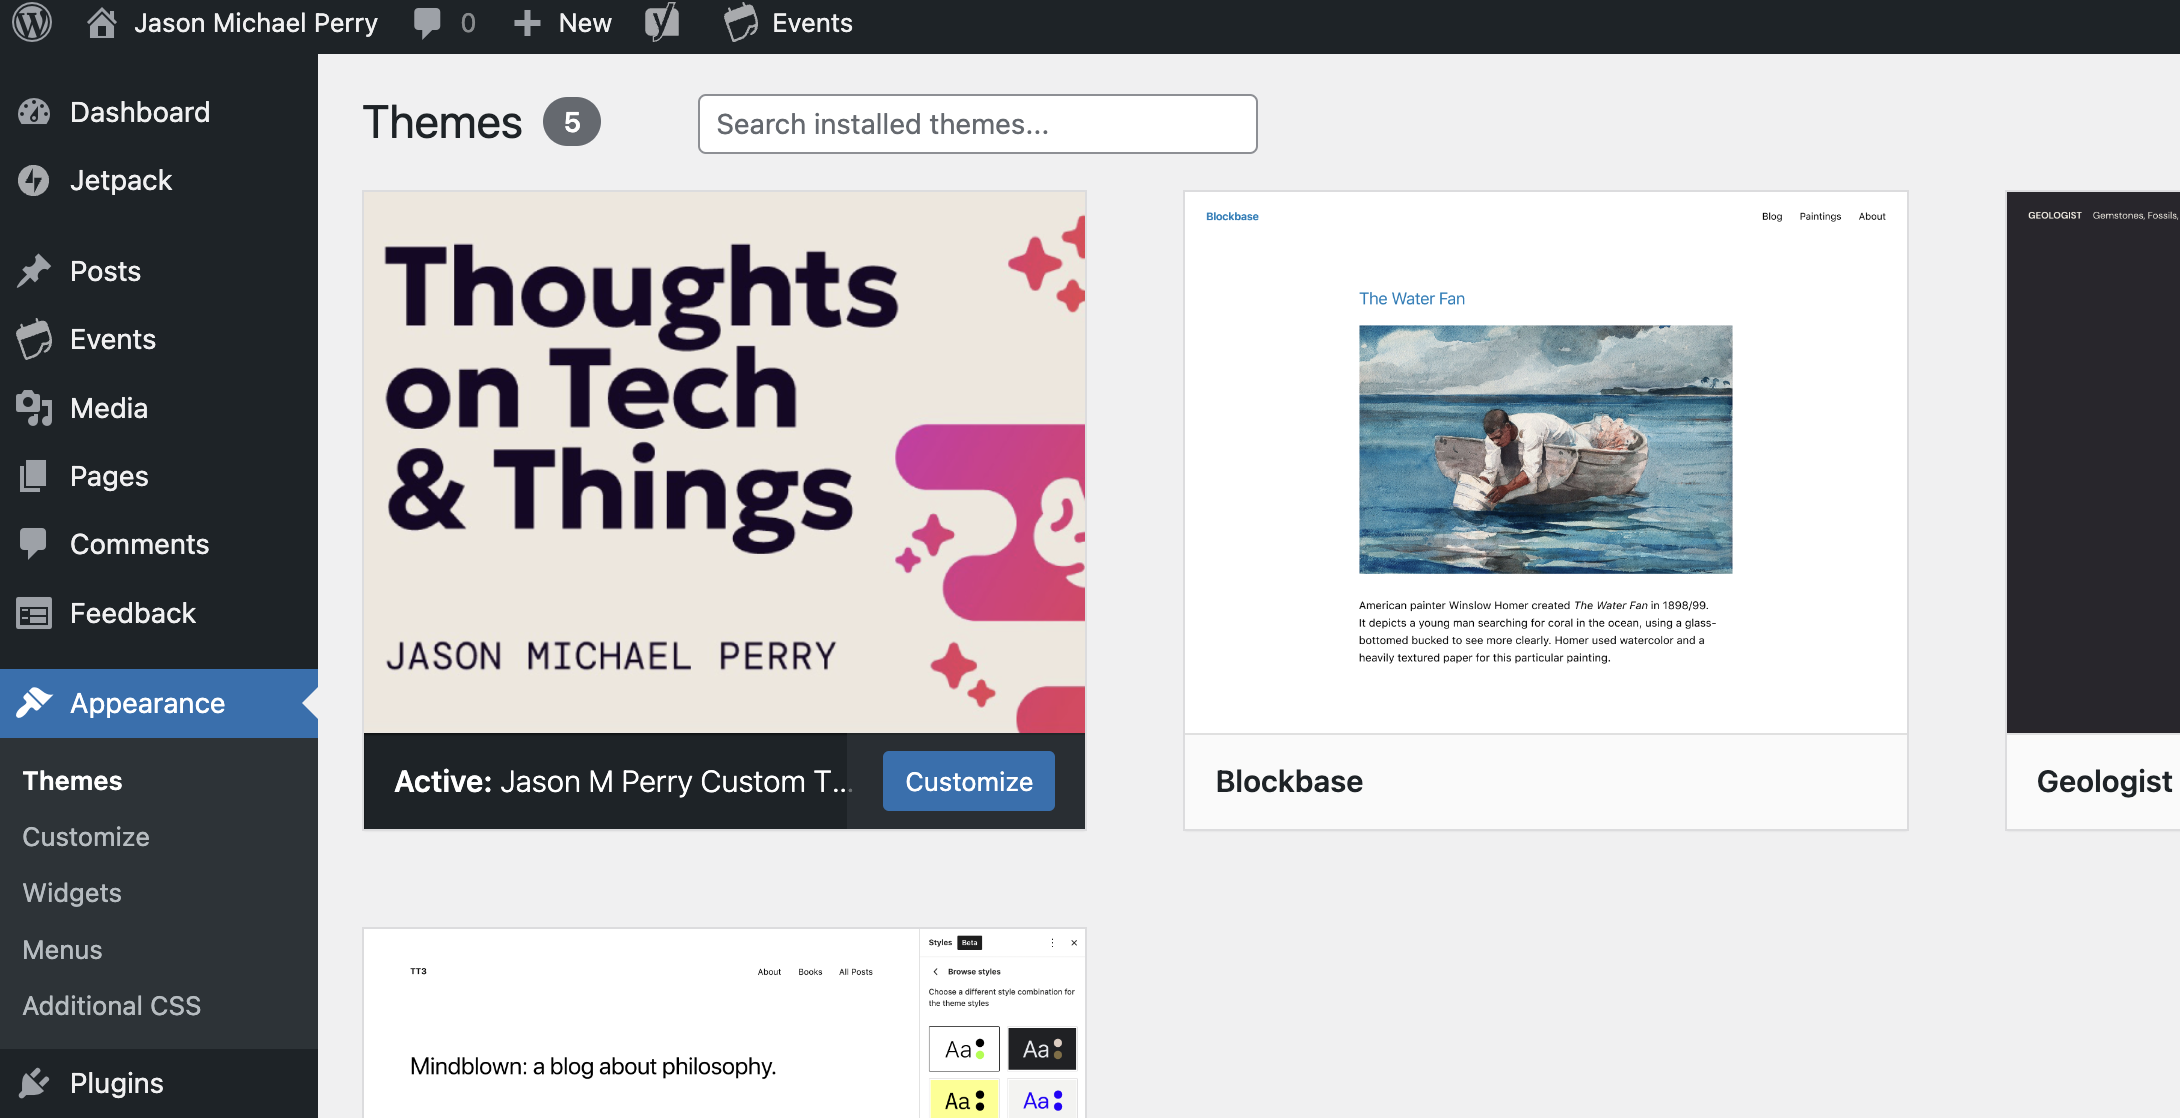 Jason Michael Perry 0 New Events
Dashboard
Jetpack
Posts
Events
Media
Pages
Comments
Feedback
Appearance
Themes
Customize
Widgets
Menus
Additional CSS
Plugins
Themes 5
Search installed themes...
Thoughts
on Tech
& Things
JASON MICHAEL PERRY
Active: Jason M Perry Custom T...
Customize
Blockbase Blog Paintings About
The Water Fan
American painter Winslow Homer created The Water Fan in 1898/99.
It depicts a young man searching for coral in the ocean, using a glass-
bottomed bucked to see more clearly. Homer used watercolor and a
heavily textured paper for this particular painting.
Blockbase
GEOLOGIST Gemstones, Fossils,
Geologist
TT3 About Books All Posts
Mindblown: a blog about philosophy.
Styles Beta
Browse styles
Choose a different style combination for
the theme styles
Aa Aa
Aa Aa